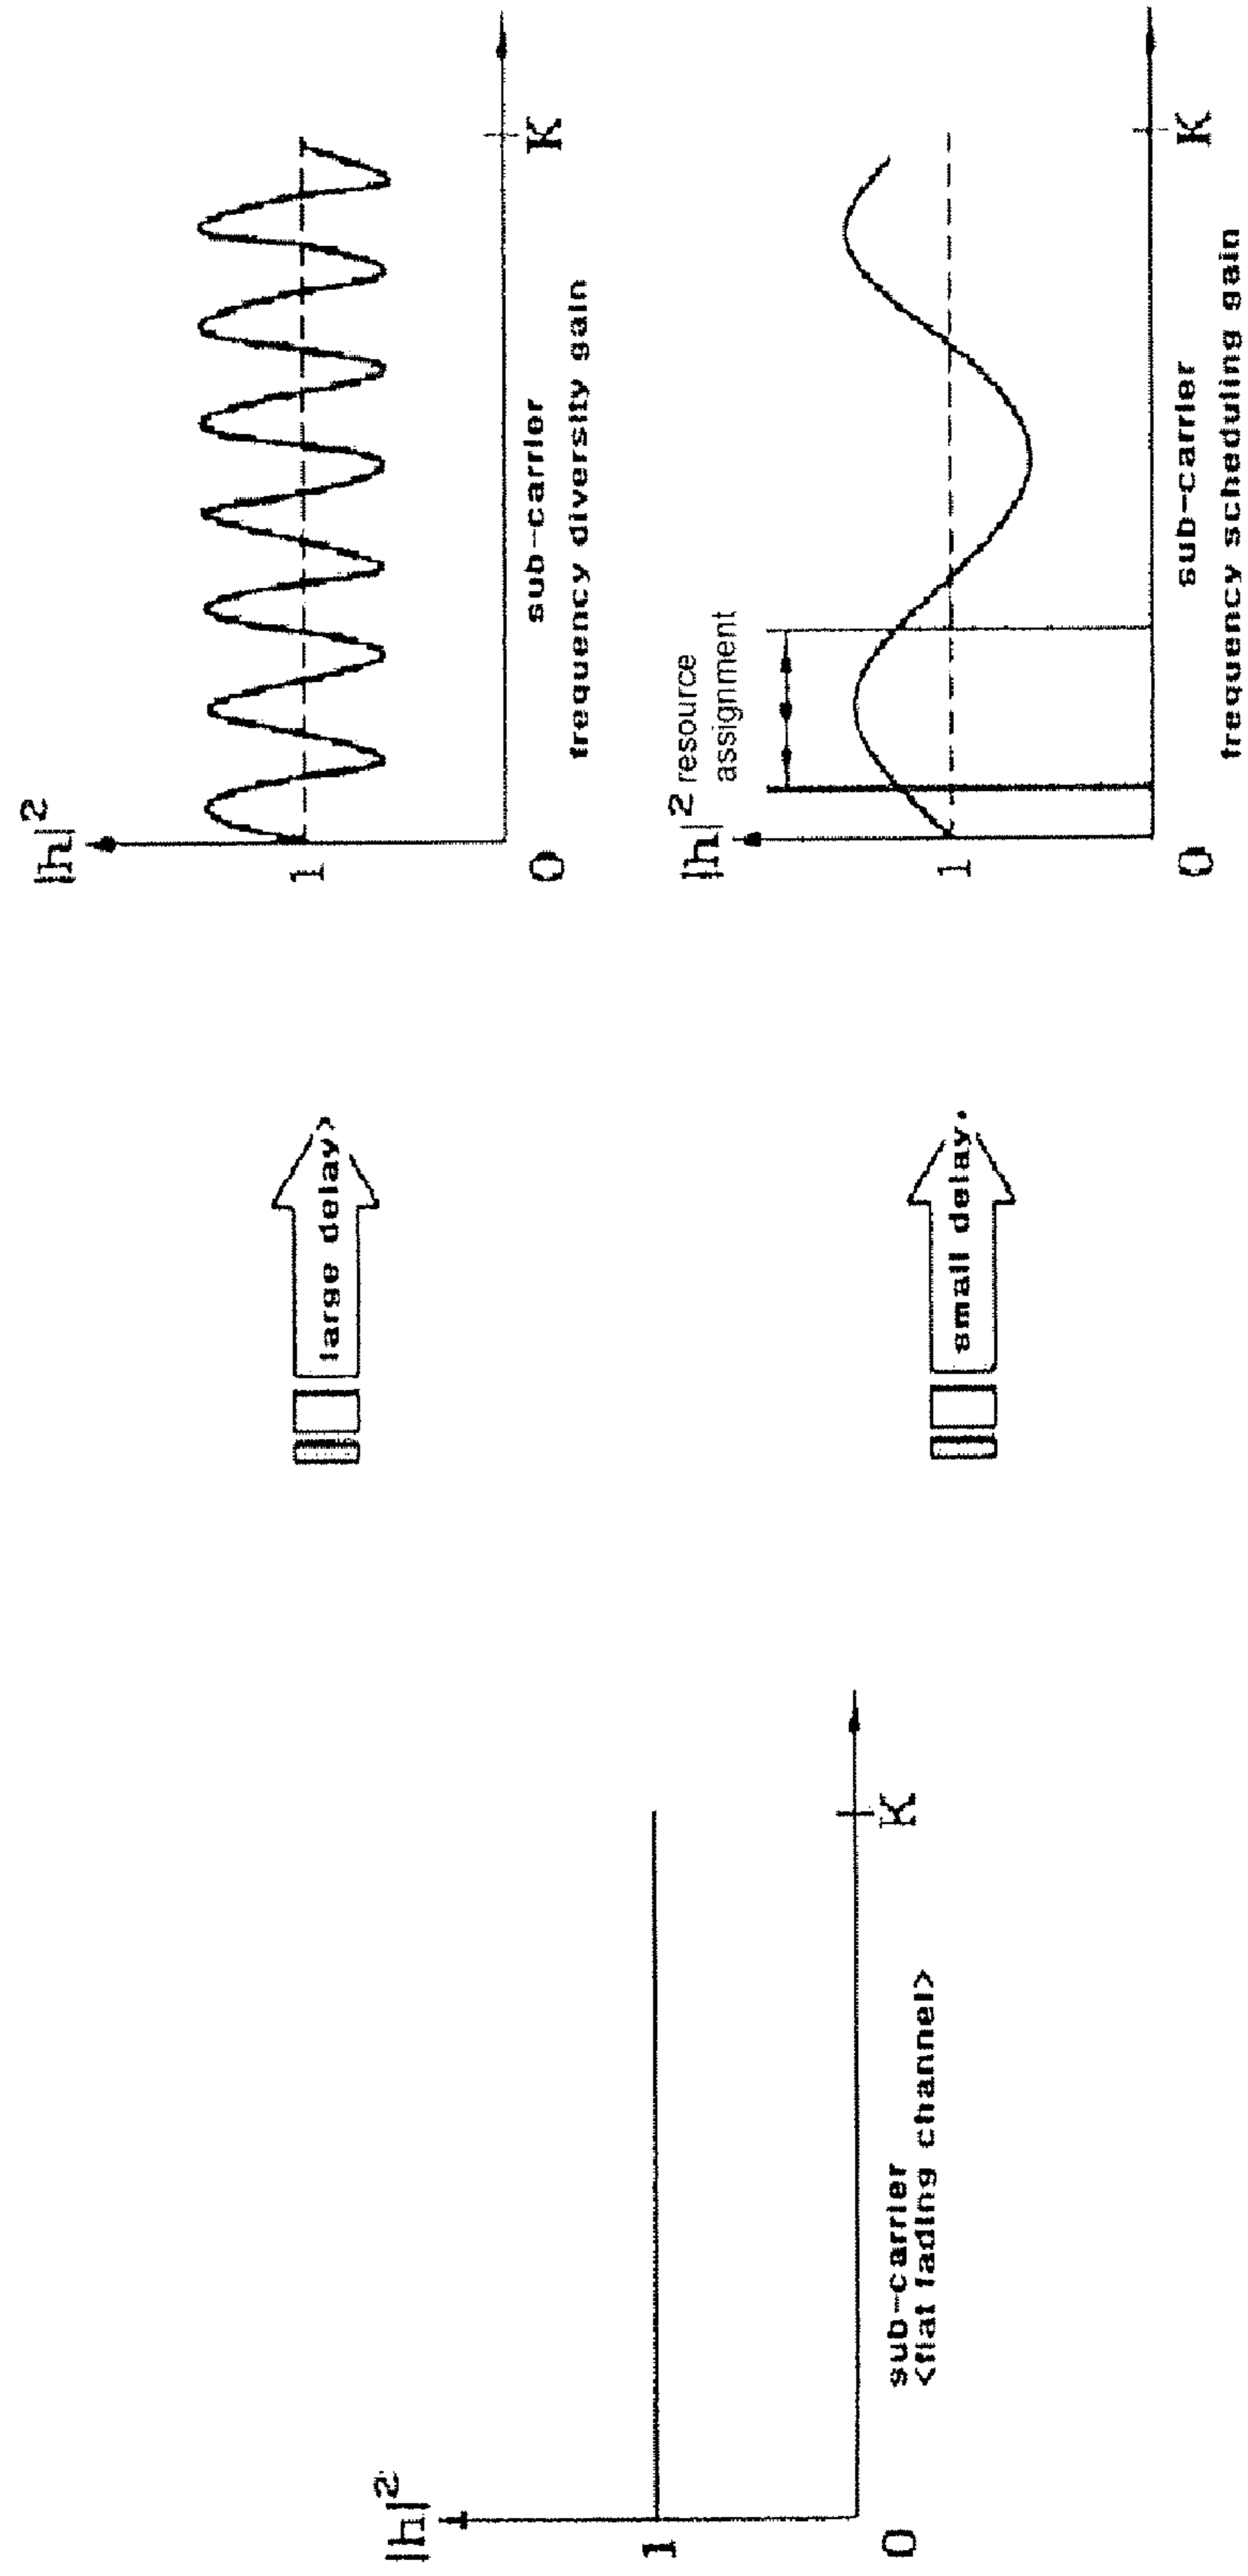 |h|²
1
0
K
sub-carrier
<flat fading channel>
large delay>
small delay.
|h|²
1
0
K
sub-carrier
frequency diversity gain
|h|²
resource
assignment
1
0
K
sub-carrier
frequency scheduling gain